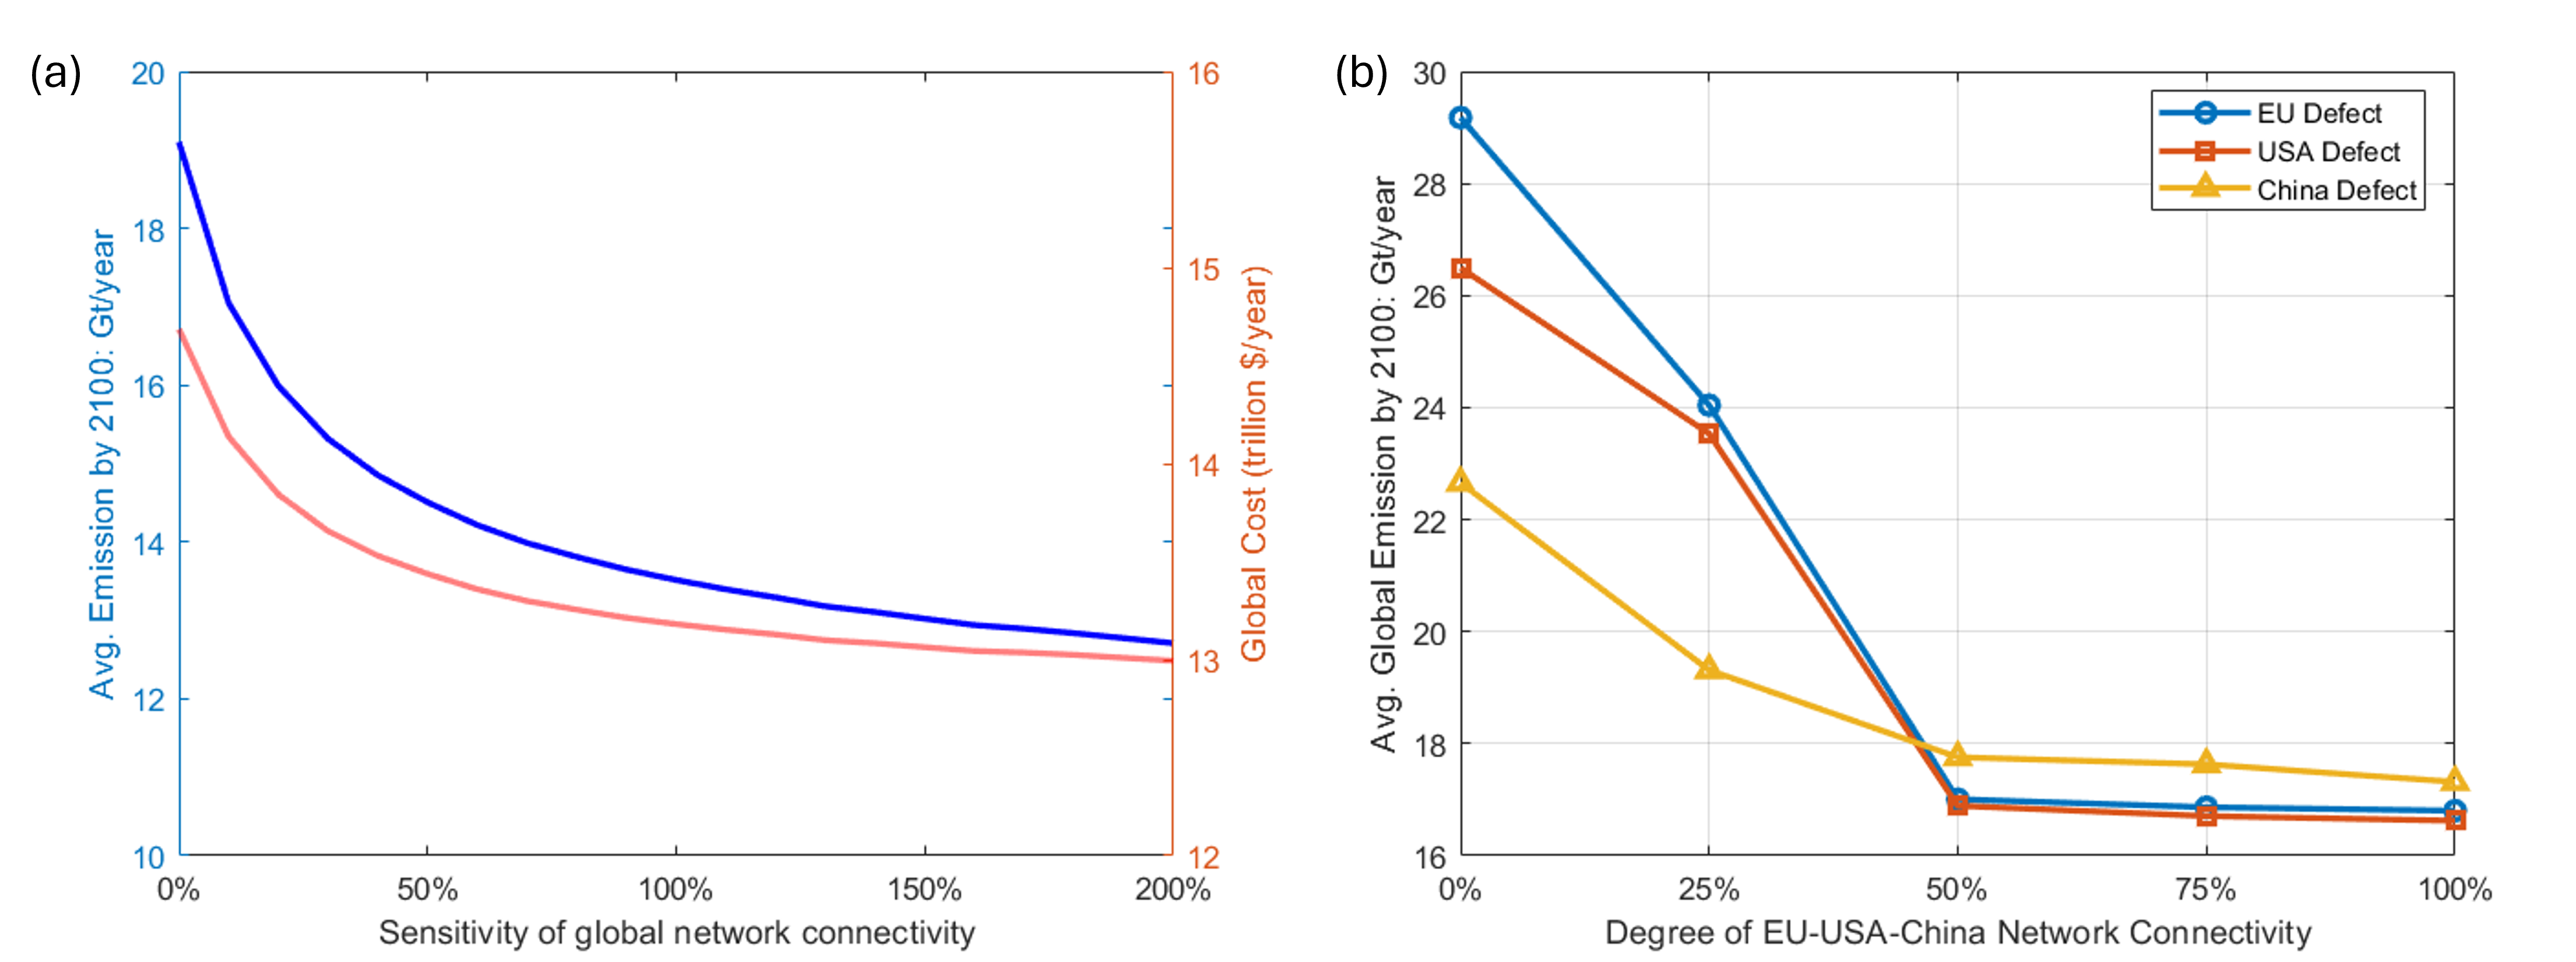 (a)
20
18
16
14
12
10
Avg. Emission by 2100: Gt/year
16
15
14
13
12
Global Cost (trillion $/year)
0% 50% 100% 150% 200%
Sensitivity of global network connectivity
(b)
30
28
26
24
22
20
18
16
Avg. Global Emission by 2100: Gt/year
EU Defect
USA Defect
China Defect
0% 25% 50% 75% 100%
Degree of EU-USA-China Network Connectivity